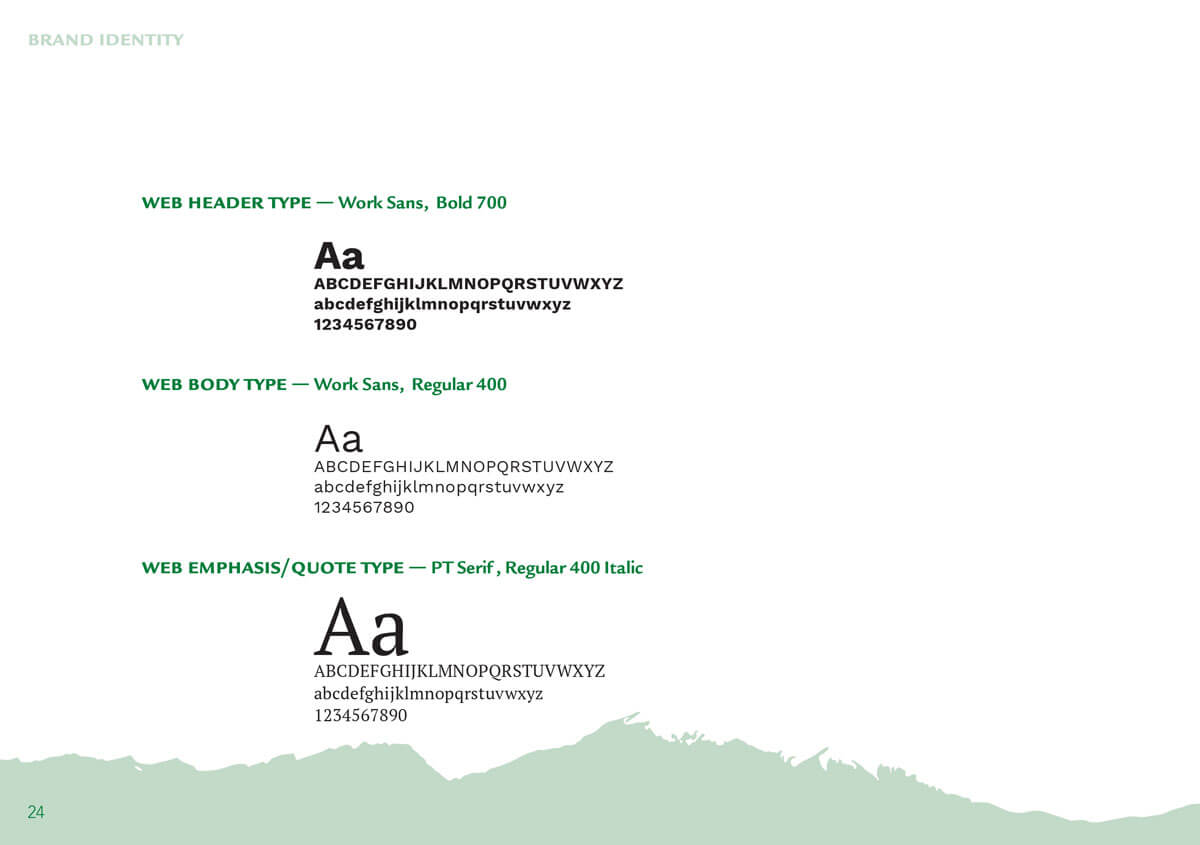 BRAND IDENTITY
WEB HEADER TYPE — Work Sans, Bold 700
Aa
ABCDEFGHIJKLMNOPQRSTUVWXYZ
abcdefghijklmnopqrstuvwxyz
1234567890
WEB BODY TYPE — Work Sans, Regular 400
Aa
ABCDEFGHIJKLMNOPQRSTUVWXYZ
abcdefghijklmnopqrstuvwxyz
1234567890
WEB EMPHASIS/QUOTE TYPE — PT Serif, Regular 400 Italic
Aa
ABCDEFGHIJKLMNOPQRSTUVWXYZ
abcdefghijklmnopqrstuvwxyz
1234567890
24